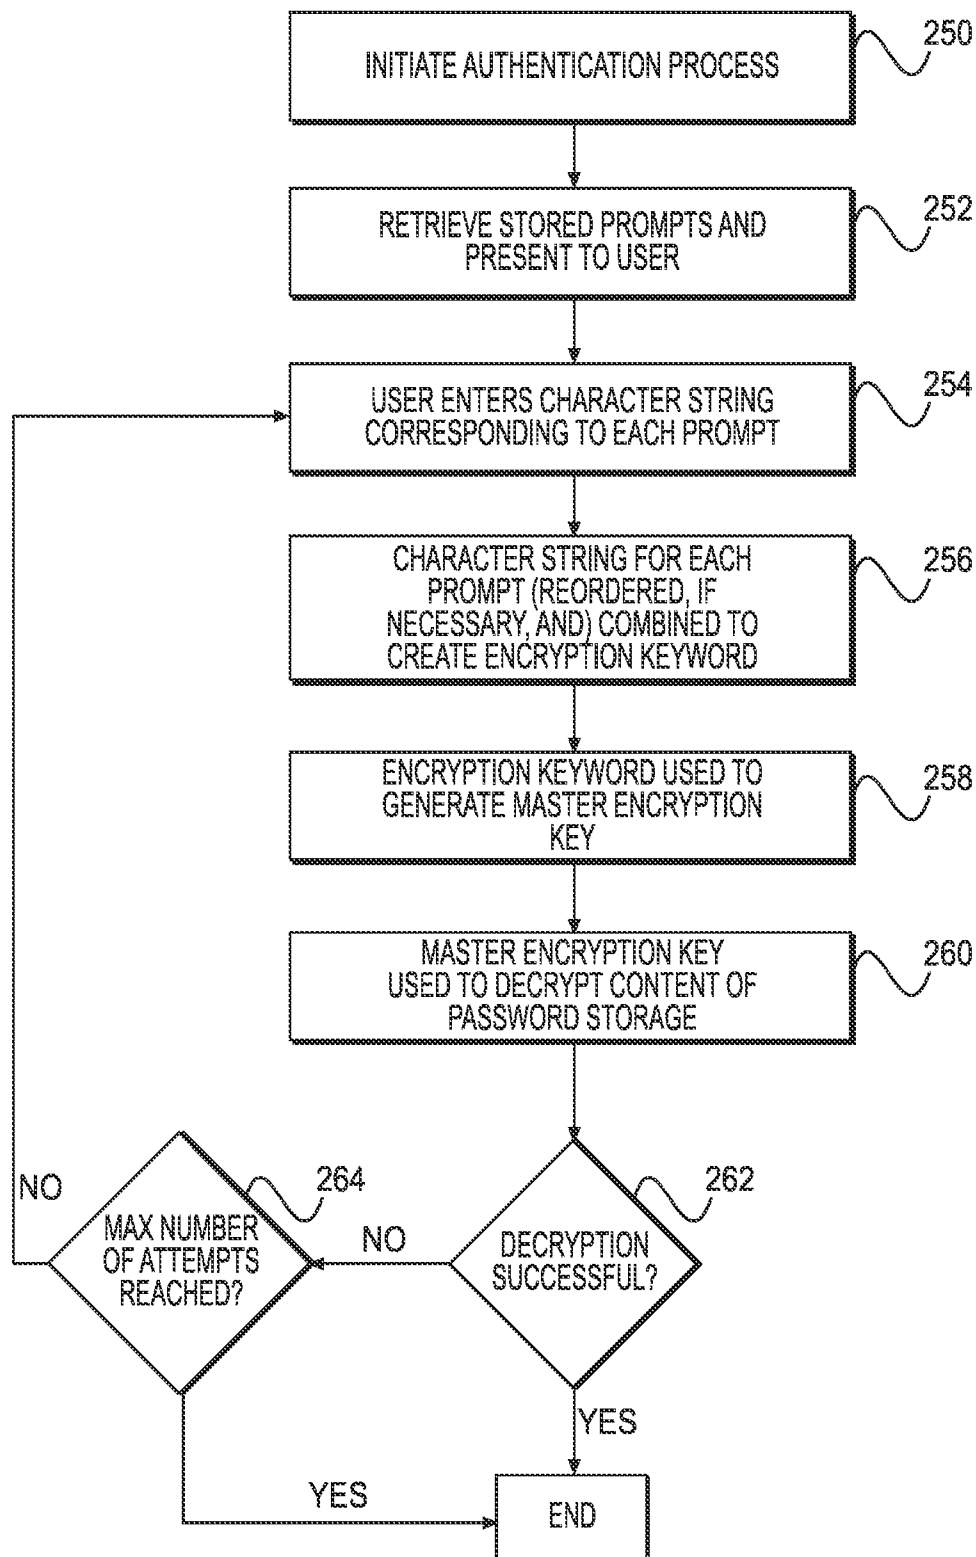 INITIATE AUTHENTICATION PROCESS
250
RETRIEVE STORED PROMPTS AND
PRESENT TO USER
252
USER ENTERS CHARACTER STRING
CORRESPONDING TO EACH PROMPT
254
CHARACTER STRING FOR EACH
PROMPT (REORDERED, IF
NECESSARY, AND) COMBINED TO
CREATE ENCRYPTION KEYWORD
256
ENCRYPTION KEYWORD USED TO
GENERATE MASTER ENCRYPTION
KEY
258
MASTER ENCRYPTION KEY
USED TO DECRYPT CONTENT OF
PASSWORD STORAGE
260
DECRYPTION
SUCCESSFUL?
262
NO
MAX NUMBER
OF ATTEMPTS
REACHED?
264
NO
YES
YES
END